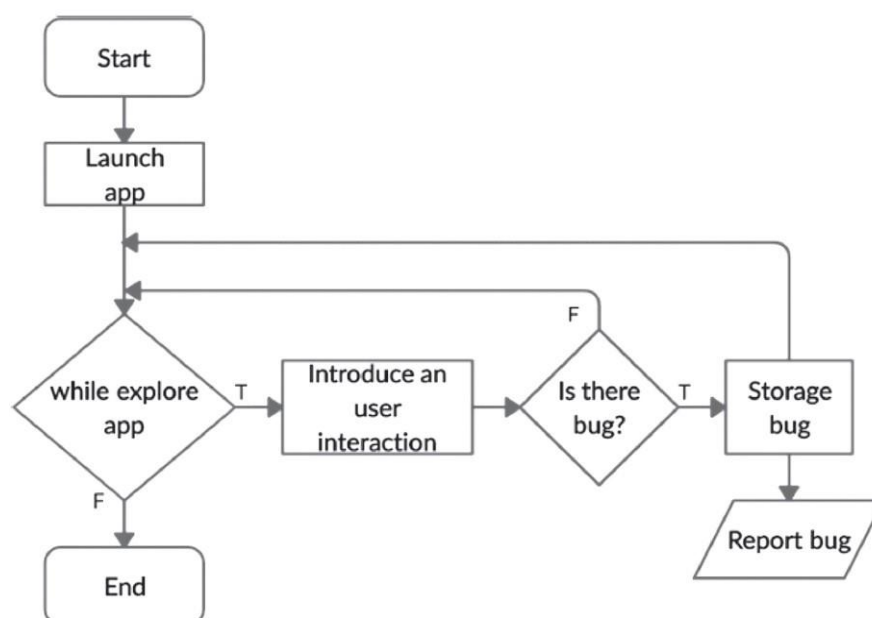 Start
Launch
app
F
while explore
app
T
Introduce an
user
interaction
Is there
bug?
T
Storage
bug
F
Report bug
End